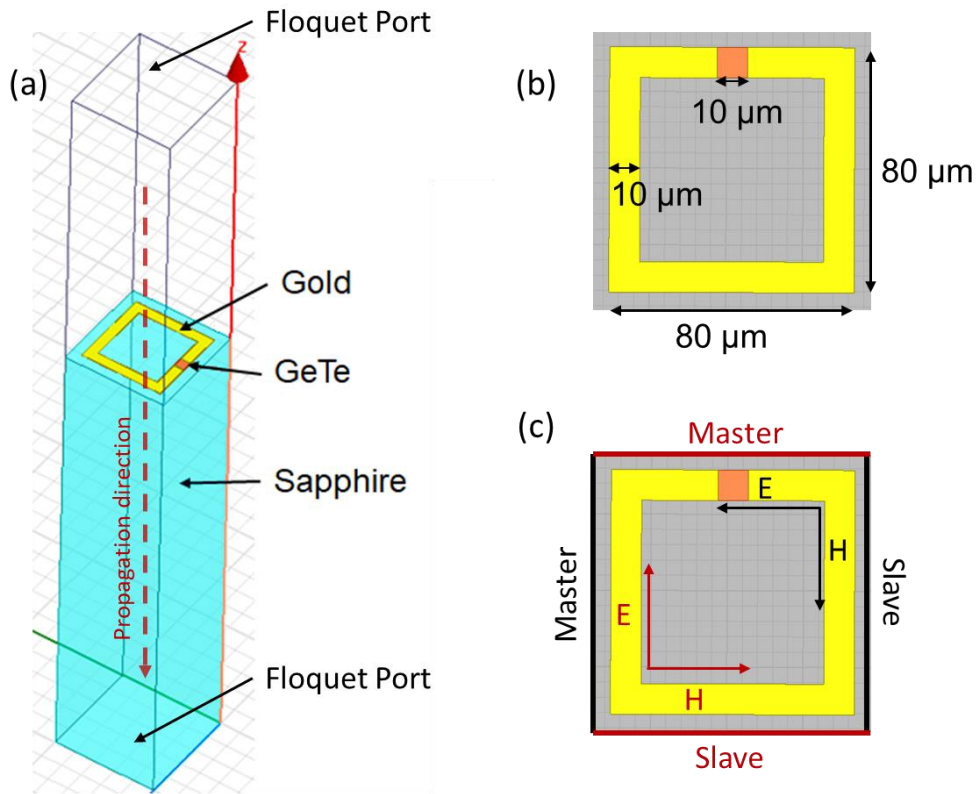 Floquet Port
(a)
z
Gold
GeTe
Sapphire
Propagation direction
Floquet Port
(b)
10 µm
10 µm
80 µm
80 µm
(c)
Master
E
H
Master
Slave
E
H
Slave